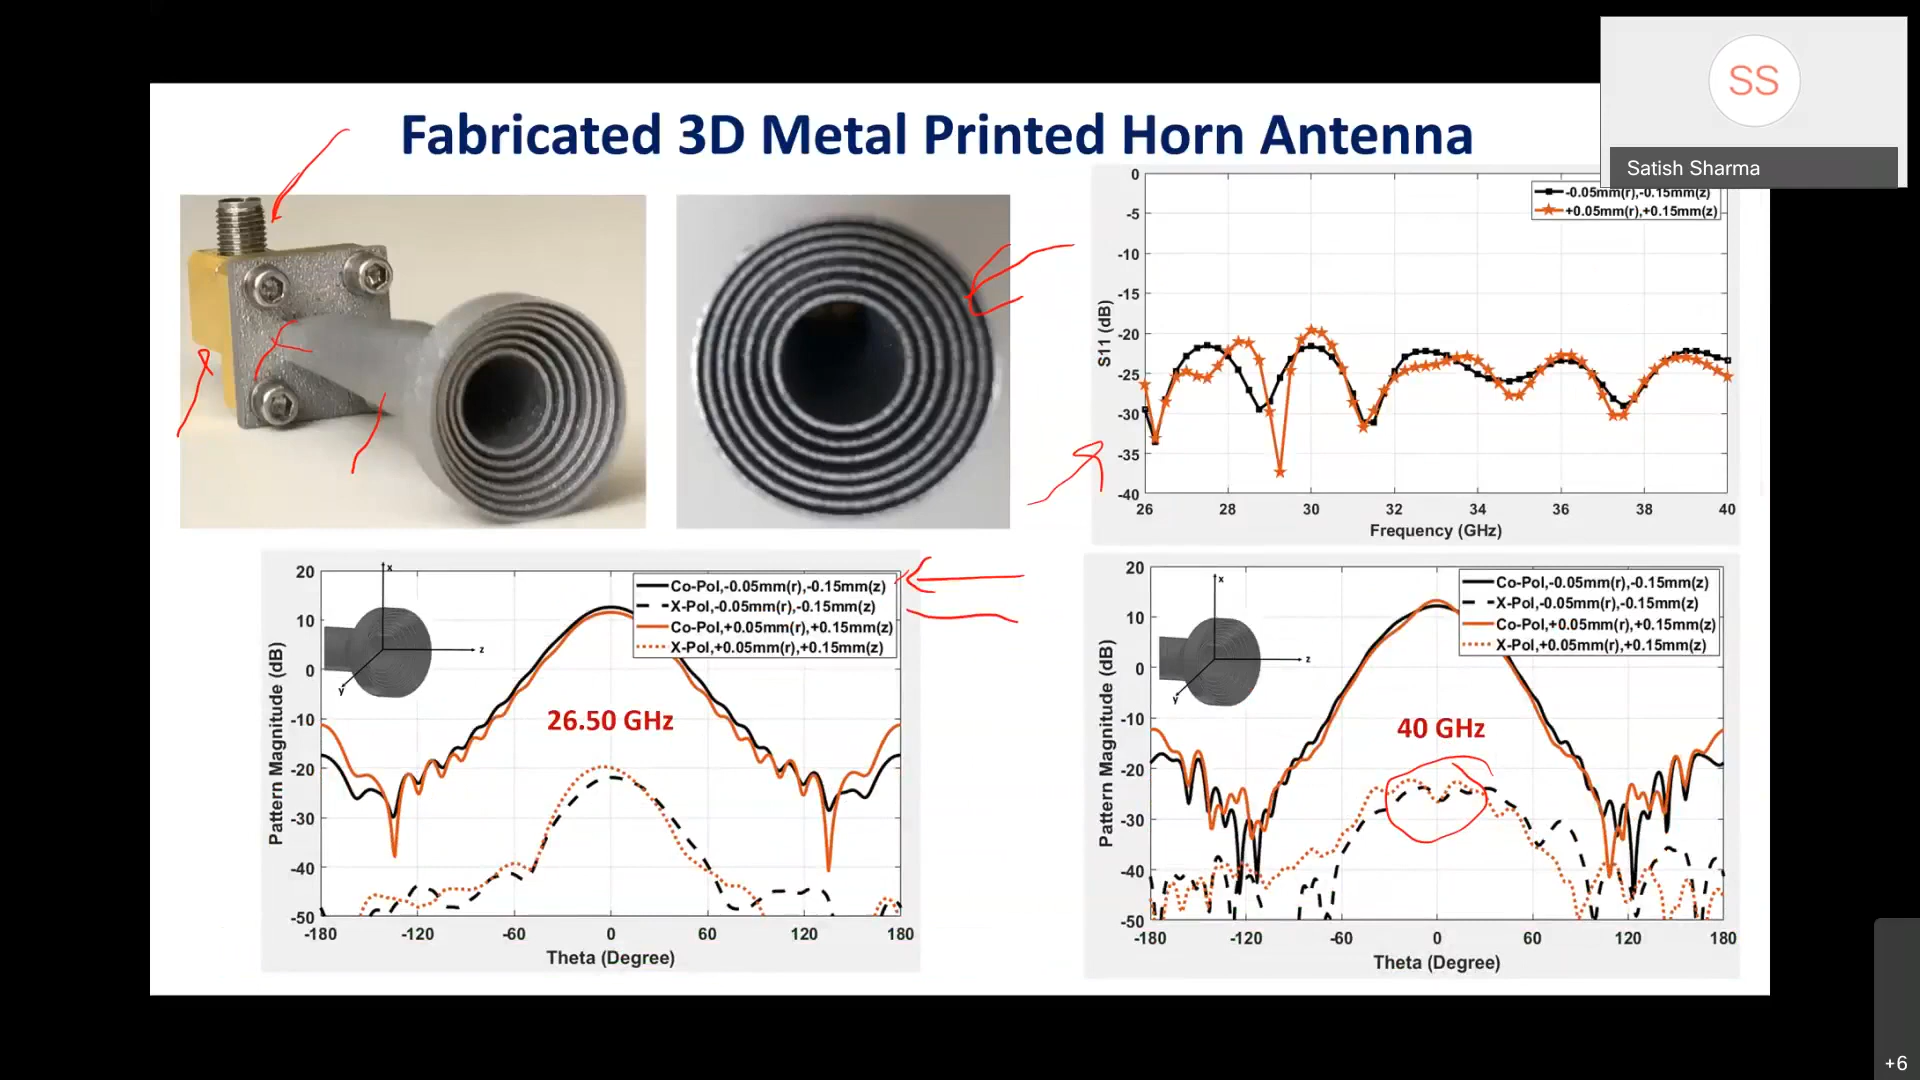 SS
Satish Sharma
Fabricated 3D Metal Printed Horn Antenna
0
-5
-10
-15
-20
-25
-30
-35
-40
S11 (dB)
-0.05mm(r),-0.15mm(z)
+0.05mm(r),+0.15mm(z)
26
28
30
32
34
36
38
40
Frequency (GHz)
20
10
0
-10
-20
-30
-40
-50
Pattern Magnitude (dB)
x
z
y
Co-Pol,-0.05mm(r),-0.15mm(z)
X-Pol,-0.05mm(r),-0.15mm(z)
Co-Pol,+0.05mm(r),+0.15mm(z)
X-Pol,+0.05mm(r),+0.15mm(z)
26.50 GHz
-180
-120
-60
0
60
120
180
Theta (Degree)
20
10
0
-10
-20
-30
-40
-50
Pattern Magnitude (dB)
x
z
y
Co-Pol,-0.05mm(r),-0.15mm(z)
X-Pol,-0.05mm(r),-0.15mm(z)
Co-Pol,+0.05mm(r),+0.15mm(z)
X-Pol,+0.05mm(r),+0.15mm(z)
40 GHz
-180
-120
-60
0
60
120
180
Theta (Degree)
+6